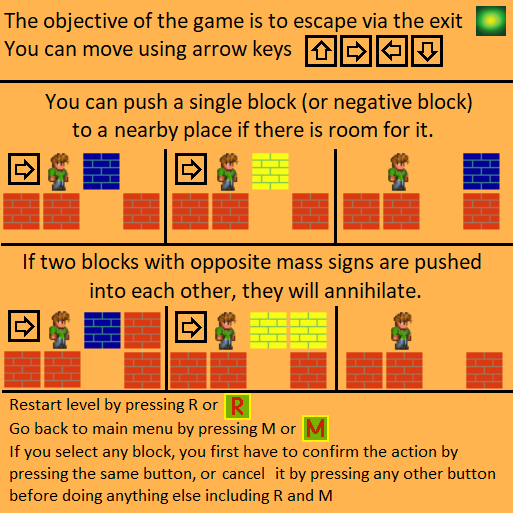 The objective of the game is to escape via the exit
You can move using arrow keys
You can push a single block (or negative block)
to a nearby place if there is room for it.
If two blocks with opposite mass signs are pushed
into each other, they will annihilate.
Restart level by pressing R or R
Go back to main menu by pressing M or M
If you select any block, you first have to confirm the action by
pressing the same button, or cancel it by pressing any other button
before doing anything else including R and M